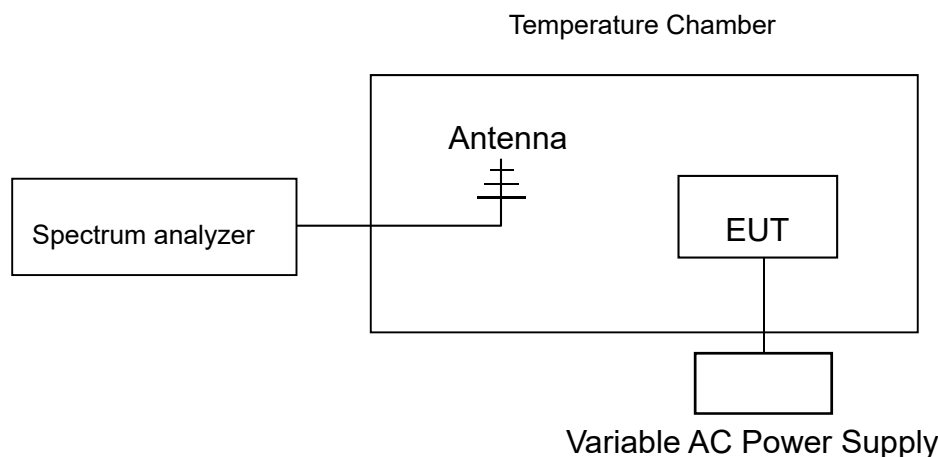 Temperature Chamber
Antenna
Spectrum analyzer
EUT
Variable AC Power Supply